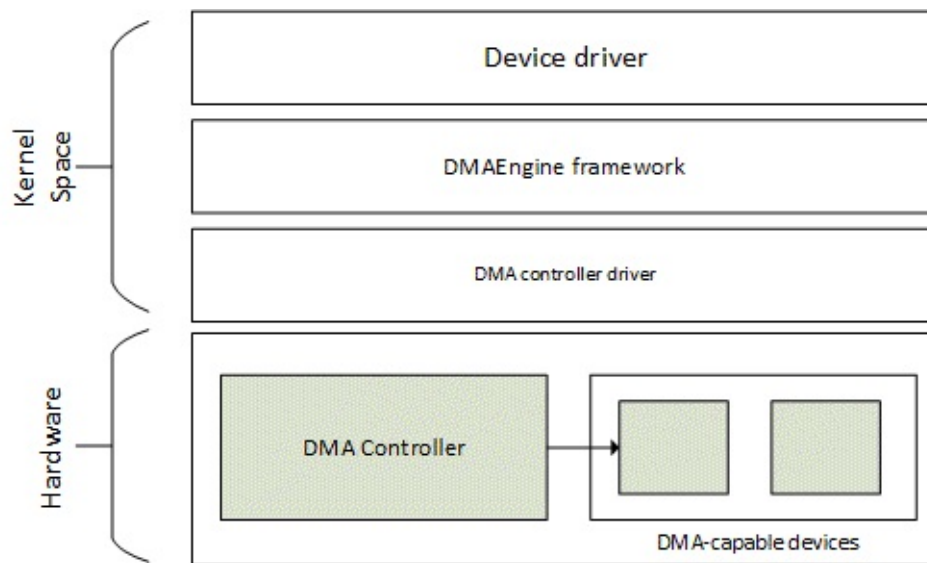 Device driver
Kernel
Space
DMAEngine framework
DMA controller driver
Hardware
DMA Controller
DMA-capable devices